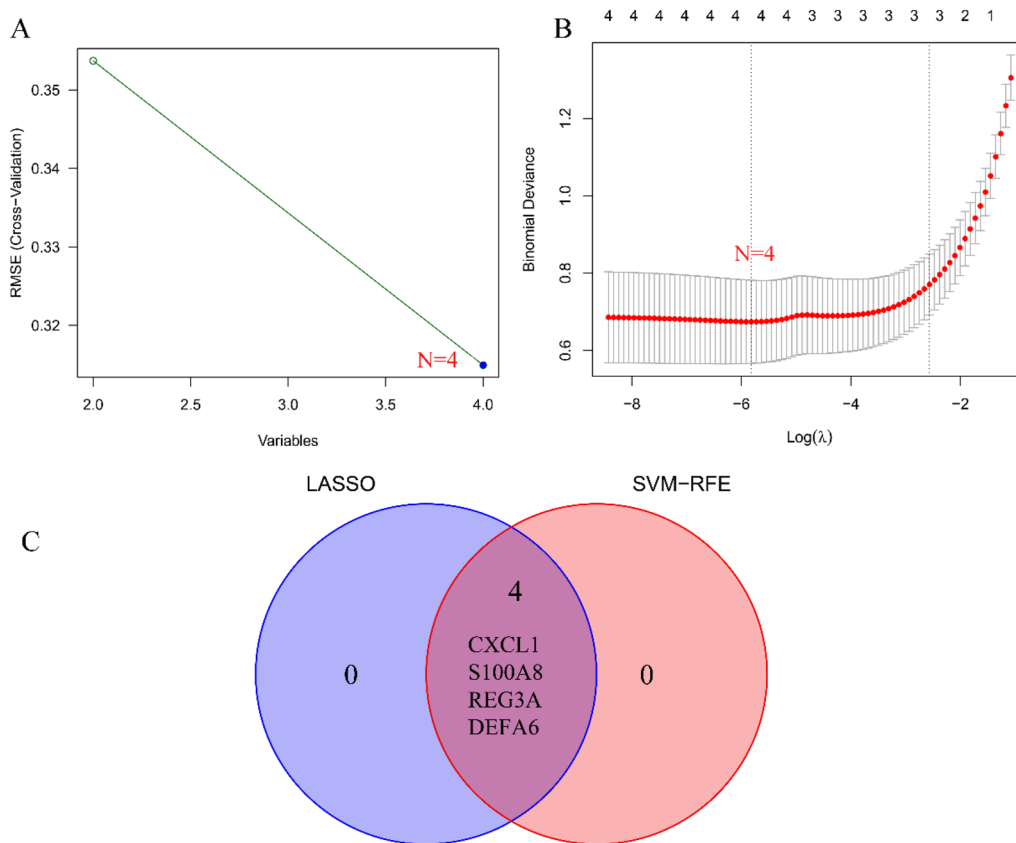 A
RMSE (Cross−Validation)
0.35
0.34
0.33
0.32
N=4
2.0 2.5 3.0 3.5 4.0
Variables
B
4 4 4 4 4 4 3 3 3 3 3 2 1
Binomial Deviance
1.2
1.0
0.8
0.6
N=4
−8 −6 −4 −2
Log(λ)
C
LASSO SVM−RFE
4
0 0
CXCL1
S100A8
REG3A
DEFA6